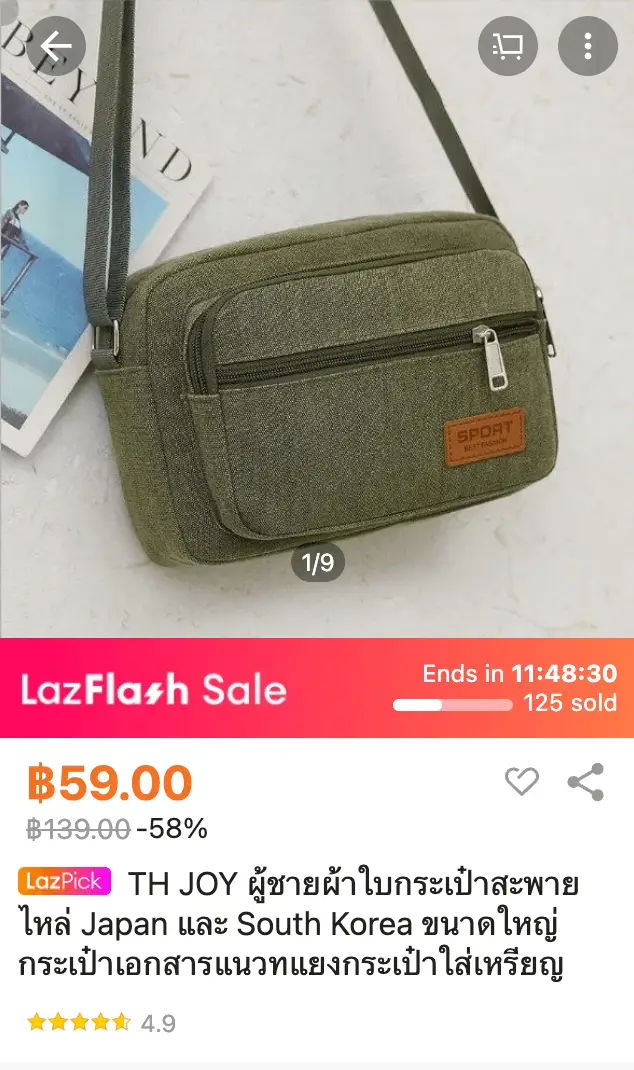 BEYOND
SPORT
BEST FASHION
1/9
LazFlash Sale
Ends in 11:48:30
125 sold
฿59.00
฿139.00 -58%
LazPick TH JOY ผู้ชายผ้าใบกระเป๋าสะพาย
ไหล่ Japan และ South Korea ขนาดใหญ่
กระเป๋าเอกสารแนวทแยงกระเป๋าใส่เหรียญ
4.9